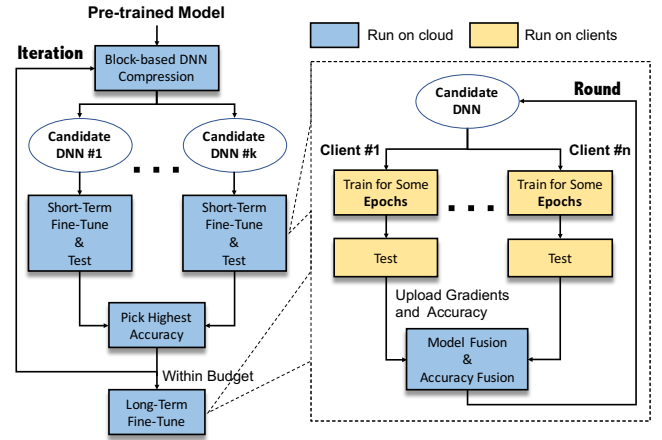 Pre-trained Model
Iteration
Block-based DNN
Compression
Candidate
DNN #1
Candidate
DNN #k
Short-Term
Fine-Tune
&
Test
Short-Term
Fine-Tune
&
Test
Pick Highest
Accuracy
Within Budget
Long-Term
Fine-Tune
Run on cloud
Run on clients
Candidate
DNN
Round
Client #1
Client #n
Train for Some
Epochs
Train for Some
Epochs
Test
Test
Upload Gradients
and Accuracy
Model Fusion
&
Accuracy Fusion